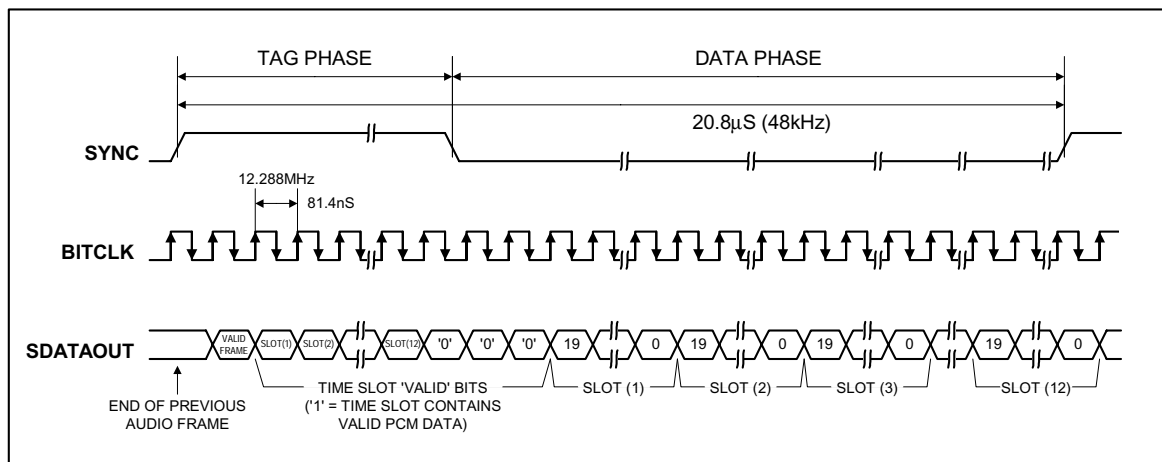 TAG PHASE DATA PHASE
20.8µS (48kHz)
SYNC
12.288MHz
81.4nS
BITCLK
SDATAOUT VALID FRAME SLOT(1) SLOT(2) SLOT(12) '0' '0' '0' 19 0 19 0 19 0 19 0
TIME SLOT 'VALID' BITS SLOT (1) SLOT (2) SLOT (3) SLOT (12)
('1' = TIME SLOT CONTAINS
VALID PCM DATA)
END OF PREVIOUS
AUDIO FRAME